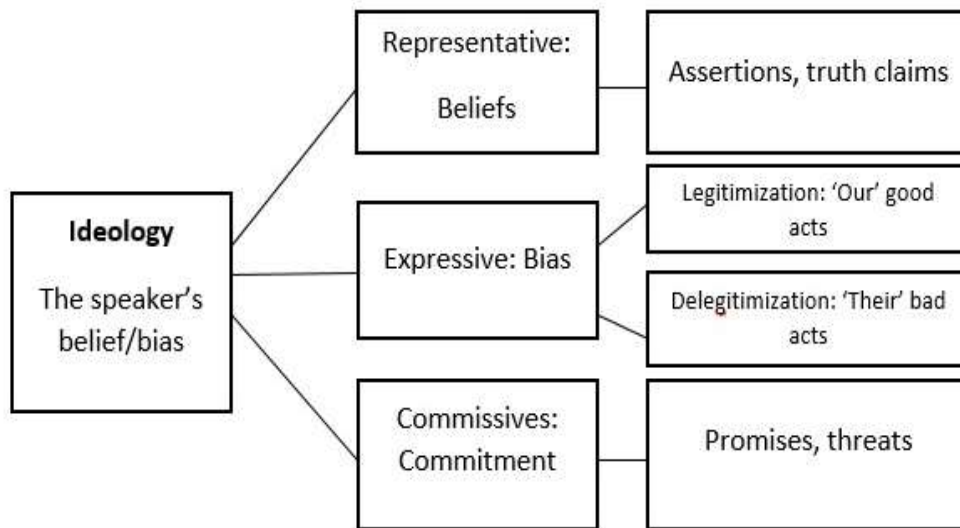 Representative:
Beliefs
Assertions, truth claims
Ideology
The speaker’s
belief/bias
Expressive: Bias
Legitimization: ‘Our’ good
acts
Delegitimization: ‘Their’ bad
acts
Commissives:
Commitment
Promises, threats